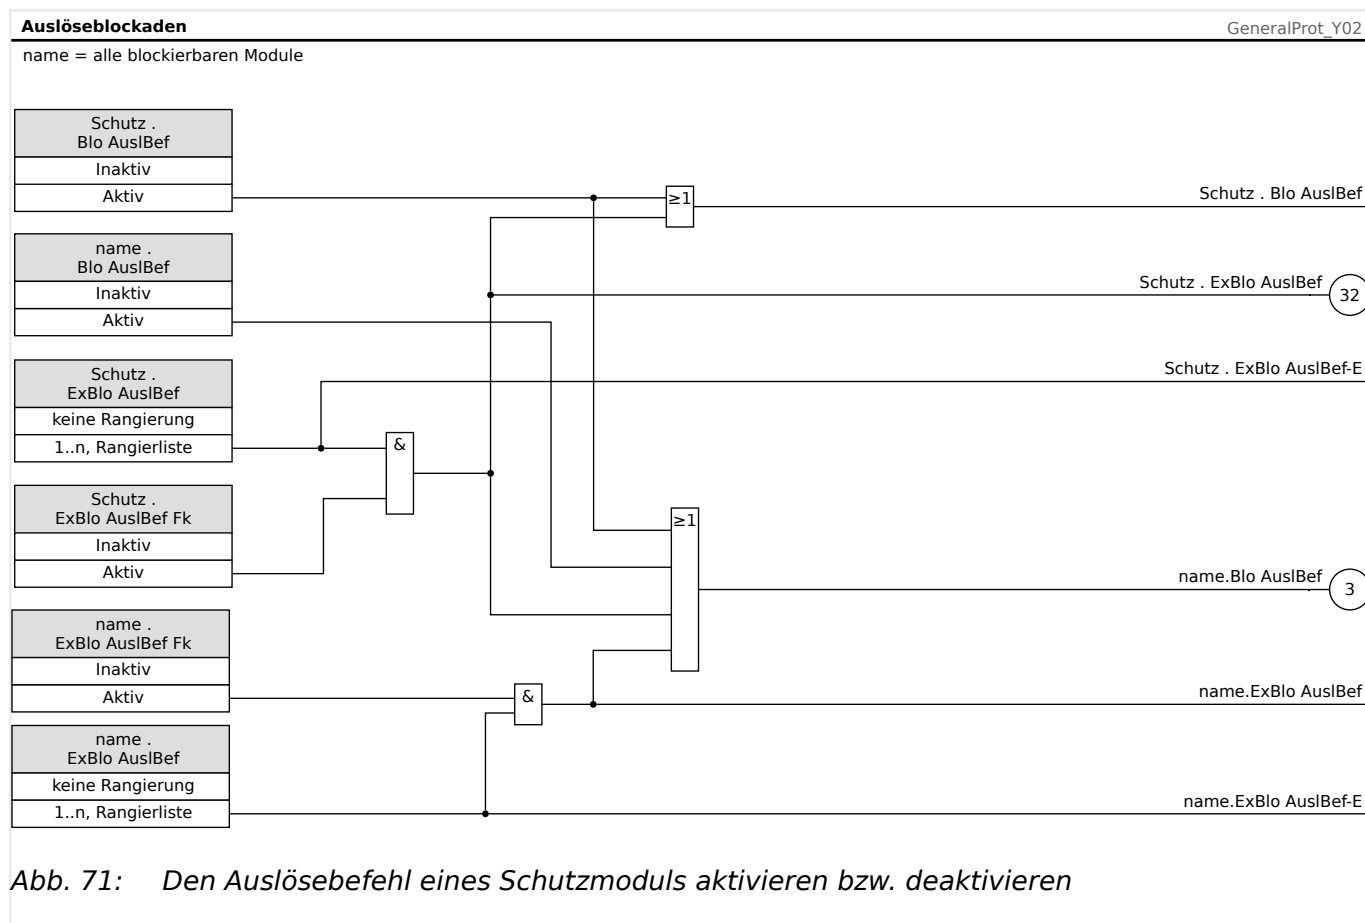 Auslöseblockaden
GeneralProt_Y02
name = alle blockierbaren Module
Schutz .
Blo AuslBef
Inaktiv
Aktiv
≥1
Schutz . Blo AuslBef
name .
Blo AuslBef
Inaktiv
Aktiv
Schutz . ExBlo AuslBef
32
Schutz .
ExBlo AuslBef
keine Rangierung
1..n, Rangierliste
Schutz . ExBlo AuslBef-E
&
Schutz .
ExBlo AuslBef Fk
Inaktiv
Aktiv
≥1
name.Blo AuslBef
3
name .
ExBlo AuslBef Fk
Inaktiv
Aktiv
&
name.ExBlo AuslBef
name .
ExBlo AuslBef
keine Rangierung
1..n, Rangierliste
name.ExBlo AuslBef-E
Abb. 71: Den Auslösebefehl eines Schutzmoduls aktivieren bzw. deaktivieren